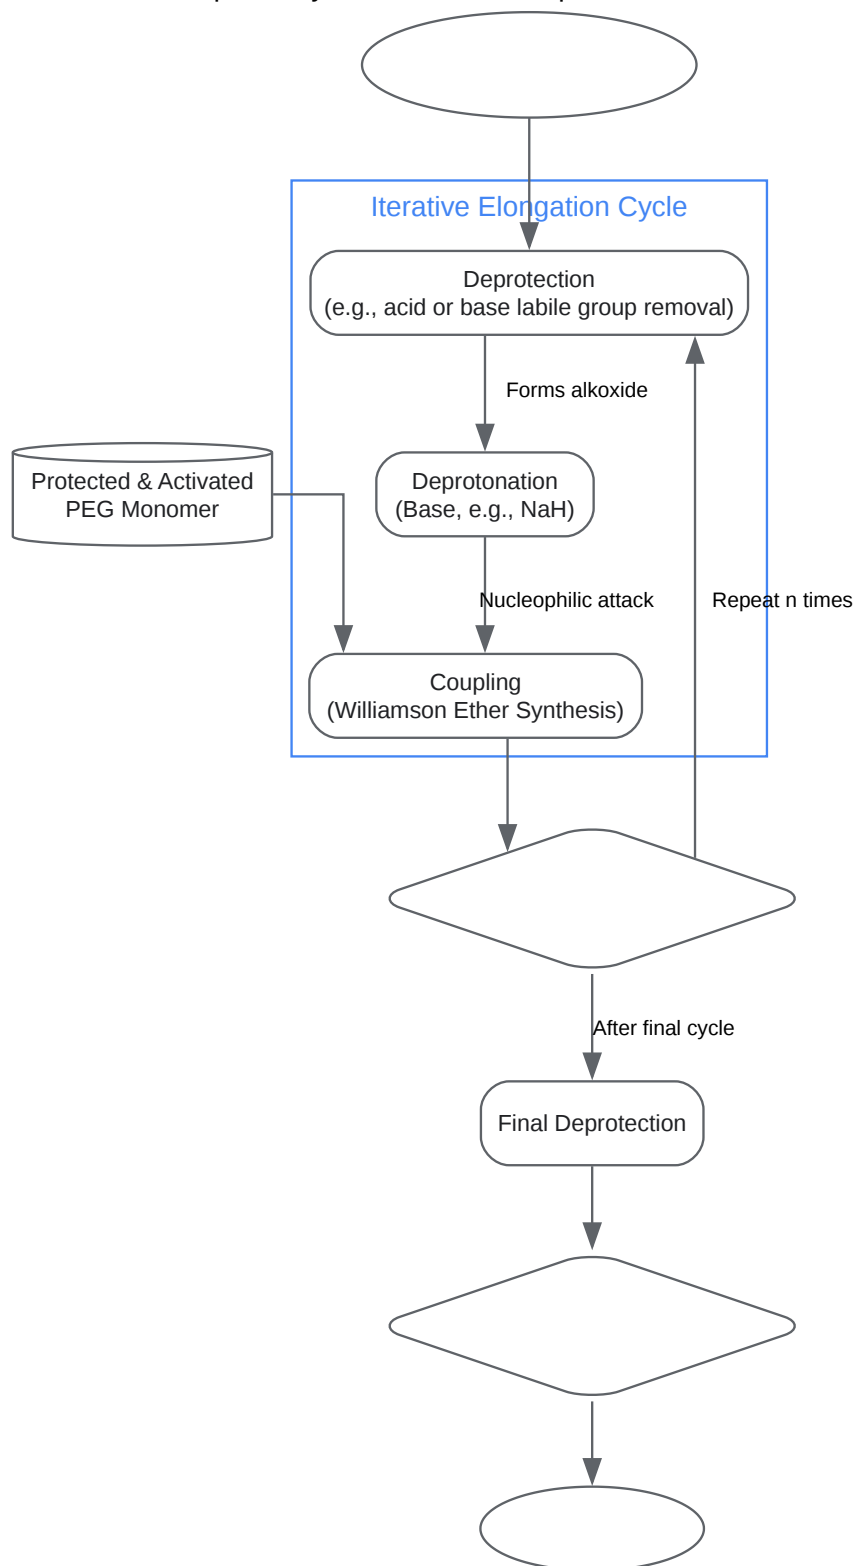 Iterative Elongation Cycle
Deprotection
(e.g., acid or base labile group removal)
Forms alkoxide
Protected & Activated
PEG Monomer
Deprotonation
(Base, e.g., NaH)
Nucleophilic attack
Repeat n times
Coupling
(Williamson Ether Synthesis)
After final cycle
Final Deprotection